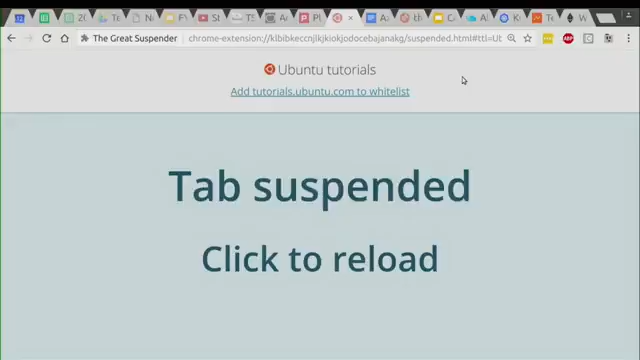 The Great Suspender
chrome-extension://klbibkeccnjlkjkiokjodocebajanakg/suspended.html#ttl=Ub
Ubuntu tutorials
Add tutorials.ubuntu.com to whitelist
Tab suspended
Click to reload